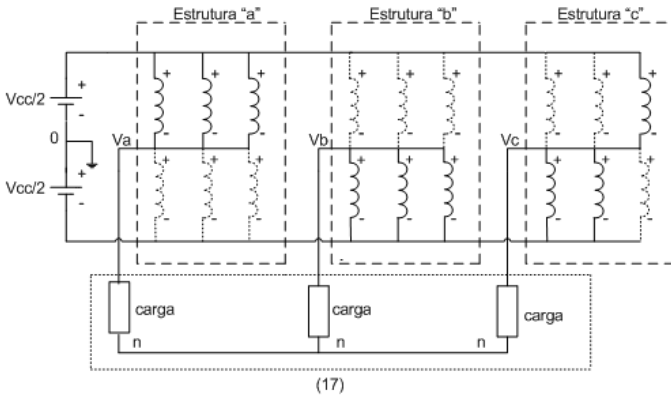 Estrutura “a”
Estrutura “b”
Estrutura “c”
+ + + + + + + + + +
Vcc/2
-
0
Va
- - -
Vb
- - -
Vc
- - -
+ + + + + + + + + +
Vcc/2
-
- - - - - - - - -
carga
carga
carga
n
n
n
(17)